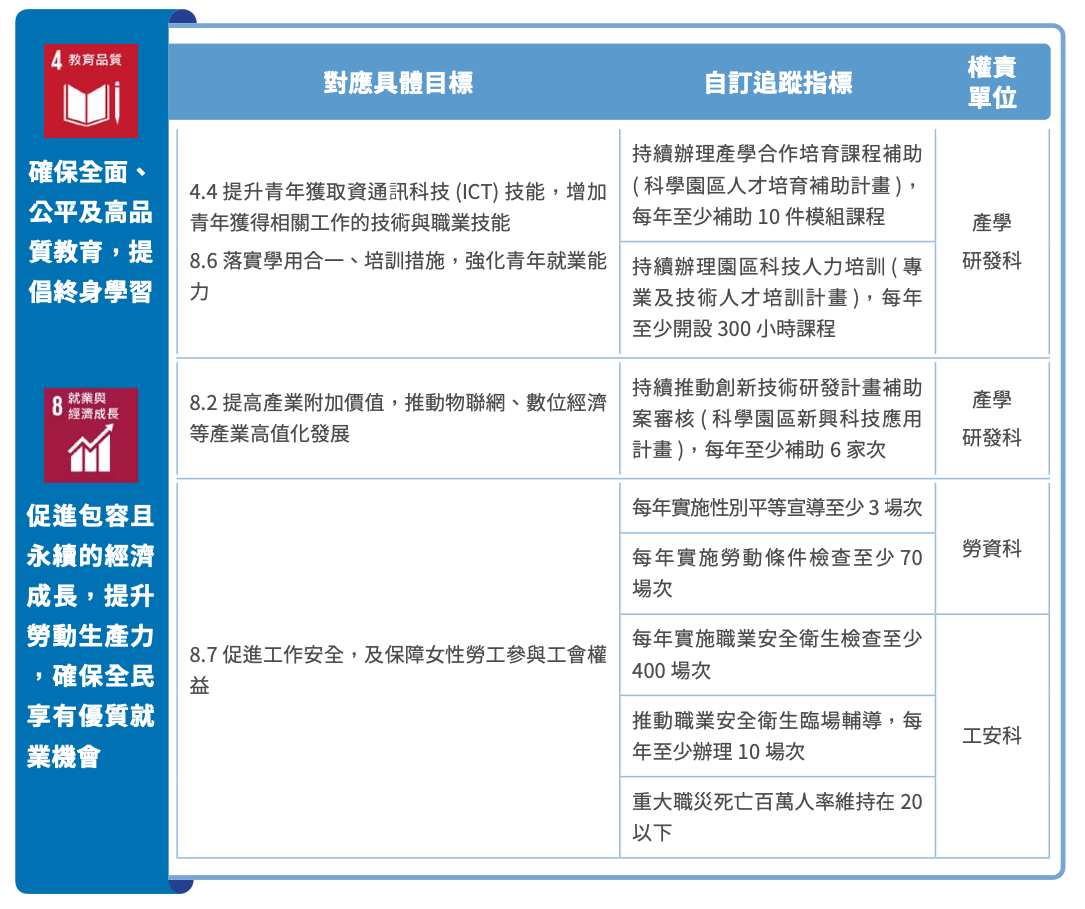 4 教育品質
確保全面、
公平及高品
質教育，提
倡終身學習
8 就業與
經濟成長
促進包容且
永續的經濟
成長，提升
勞動生產力
，確保全民
享有優質就
業機會
對應具體目標
自訂追蹤指標
權責
單位
4.4 提升青年獲取資通訊科技 (ICT) 技能，增加
青年獲得相關工作的技術與職業技能
8.6 落實學用合一、培訓措施，強化青年就業能
力
持續辦理產學合作培育課程補助
( 科學園區人才培育補助計畫 )，
每年至少補助 10 件模組課程
持續辦理園區科技人力培訓 ( 專
業及技術人才培訓計畫 )，每年
至少開設 300 小時課程
產學
研發科
8.2 提高產業附加價值，推動物聯網、數位經濟
等產業高值化發展
持續推動創新技術研發計畫補助
案審核 ( 科學園區新興科技應用
計畫 )，每年至少補助 6 家次
產學
研發科
8.7 促進工作安全，及保障女性勞工參與工會權
益
每年實施性別平等宣導至少 3 場次
每年實施勞動條件檢查至少 70
場次
勞資科
每年實施職業安全衛生檢查至少
400 場次
推動職業安全衛生臨場輔導，每
年至少辦理 10 場次
重大職災死亡百萬人率維持在 20
以下
工安科